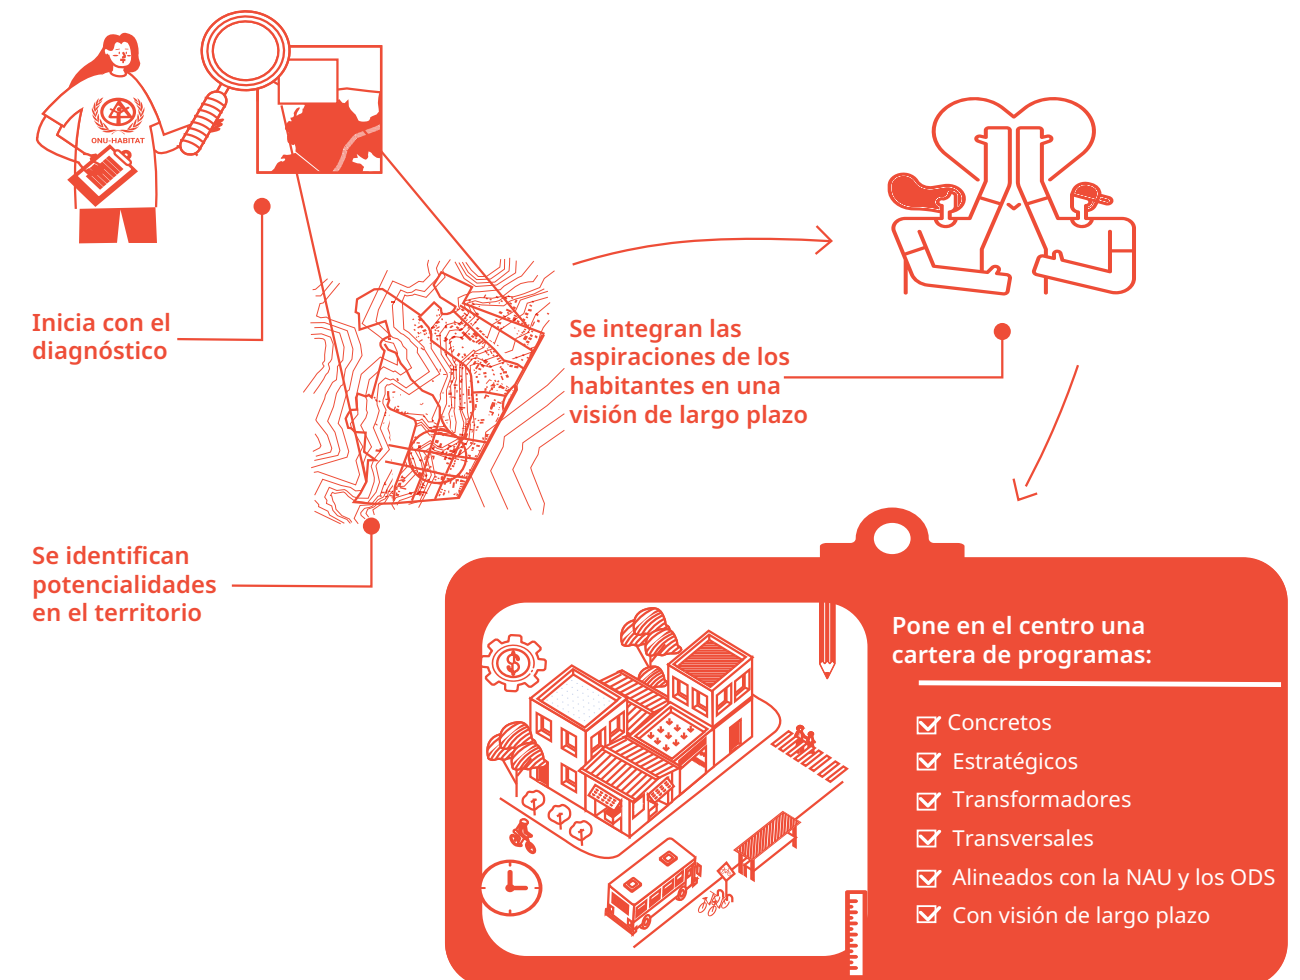 ONU-HABITAT
Inicia con el
diagnóstico
Se identifican
potencialidades
en el territorio
Se integran las
aspiraciones de los
habitantes en una
visión de largo plazo
Pone en el centro una
cartera de programas:
Concretos
Estratégicos
Transformadores
Transversales
Alineados con la NAU y los ODS
Con visión de largo plazo